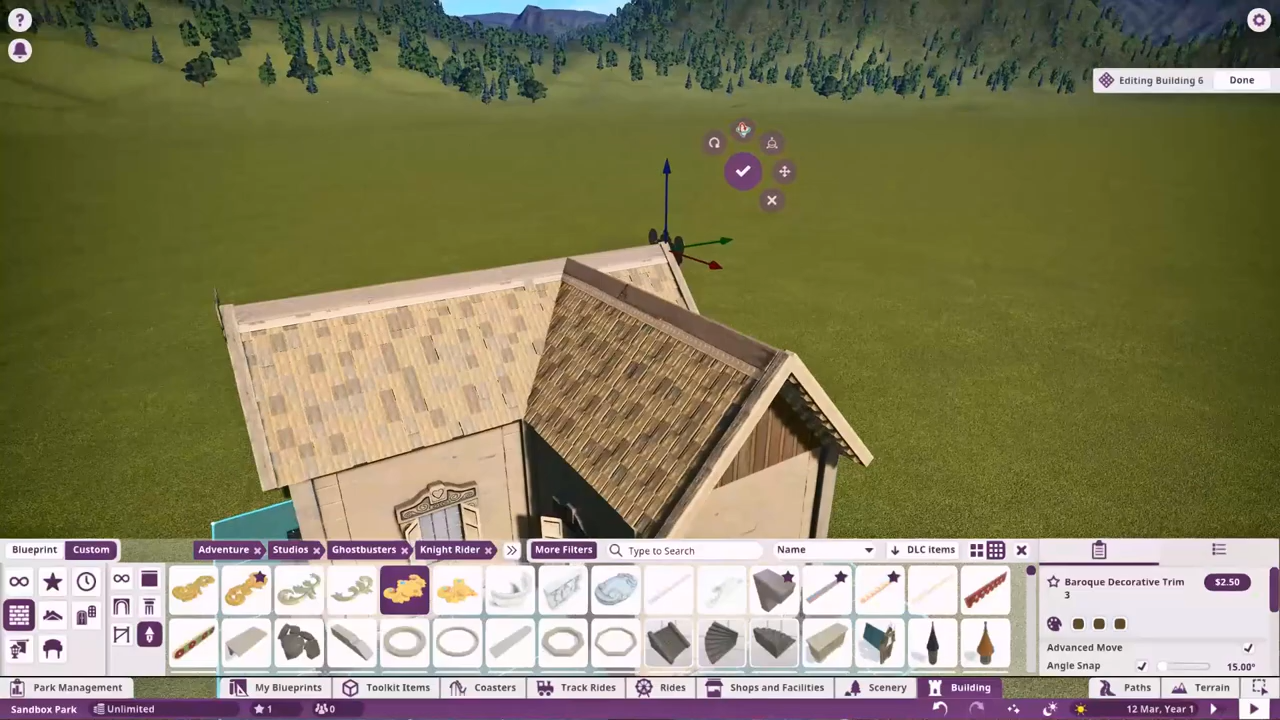 ?
Editing Building 6 Done
Blueprint Custom Adventure × Studios × Ghostbusters × Knight Rider × » More Filters Type to Search Name DLC items
Baroque Decorative Trim 3 $2.50
Advanced Move
Angle Snap 15.00°
Park Management My Blueprints Toolkit Items Coasters Track Rides Rides Shops and Facilities Scenery Building Paths Terrain
Sandbox Park Unlimited 1 0 12 Mar, Year 1